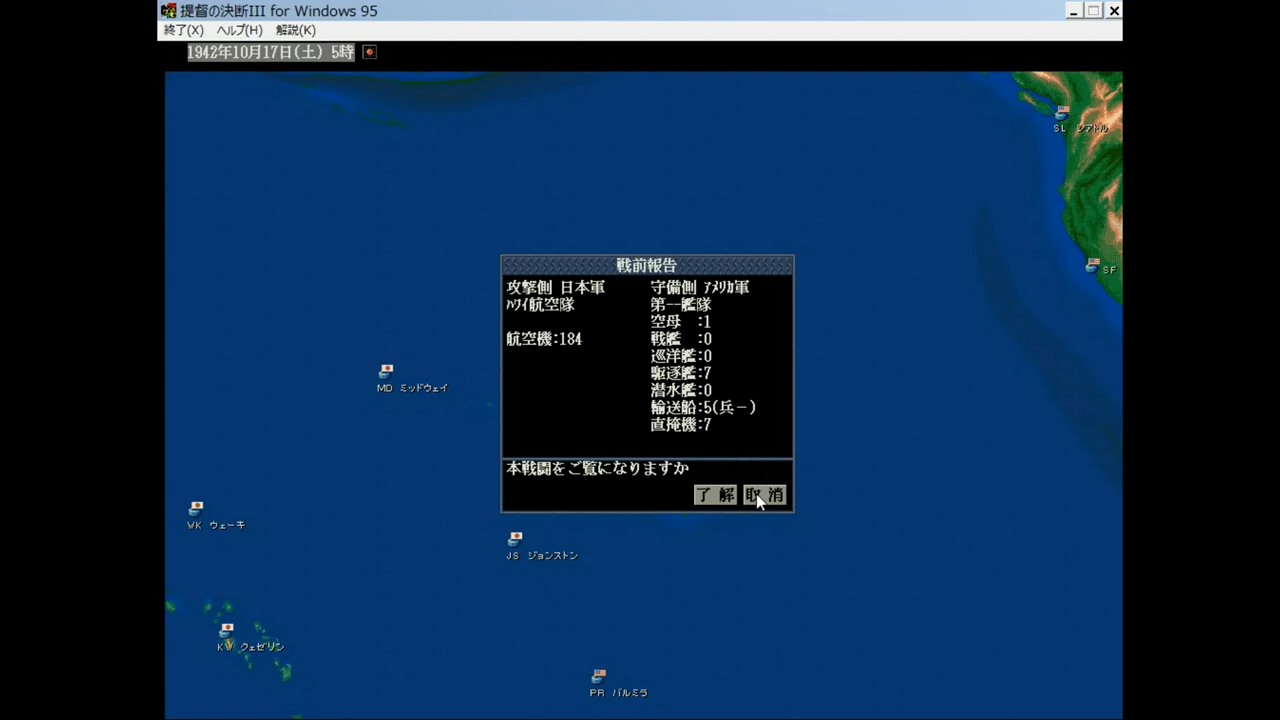 提督の決断III for Windows 95
終了(X) ヘルプ(H) 解説(K)
1942年10月17日(土) 5時
SL シアトル
SF
戦前報告
攻撃側 日本軍 守備側 ｱﾒﾘｶ軍
ﾊﾜｲ航空隊 第一艦隊
空母 :1
航空機:184 戦艦 :0
巡洋艦:0
駆逐艦:7
潜水艦:0
輸送船:5(兵−)
直掩機:7
本戦闘をご覧になりますか
了解 取消
MD ミッドウェイ
WK ウェーキ
JS ジョンストン
KW クェゼリン
PR パルミラ